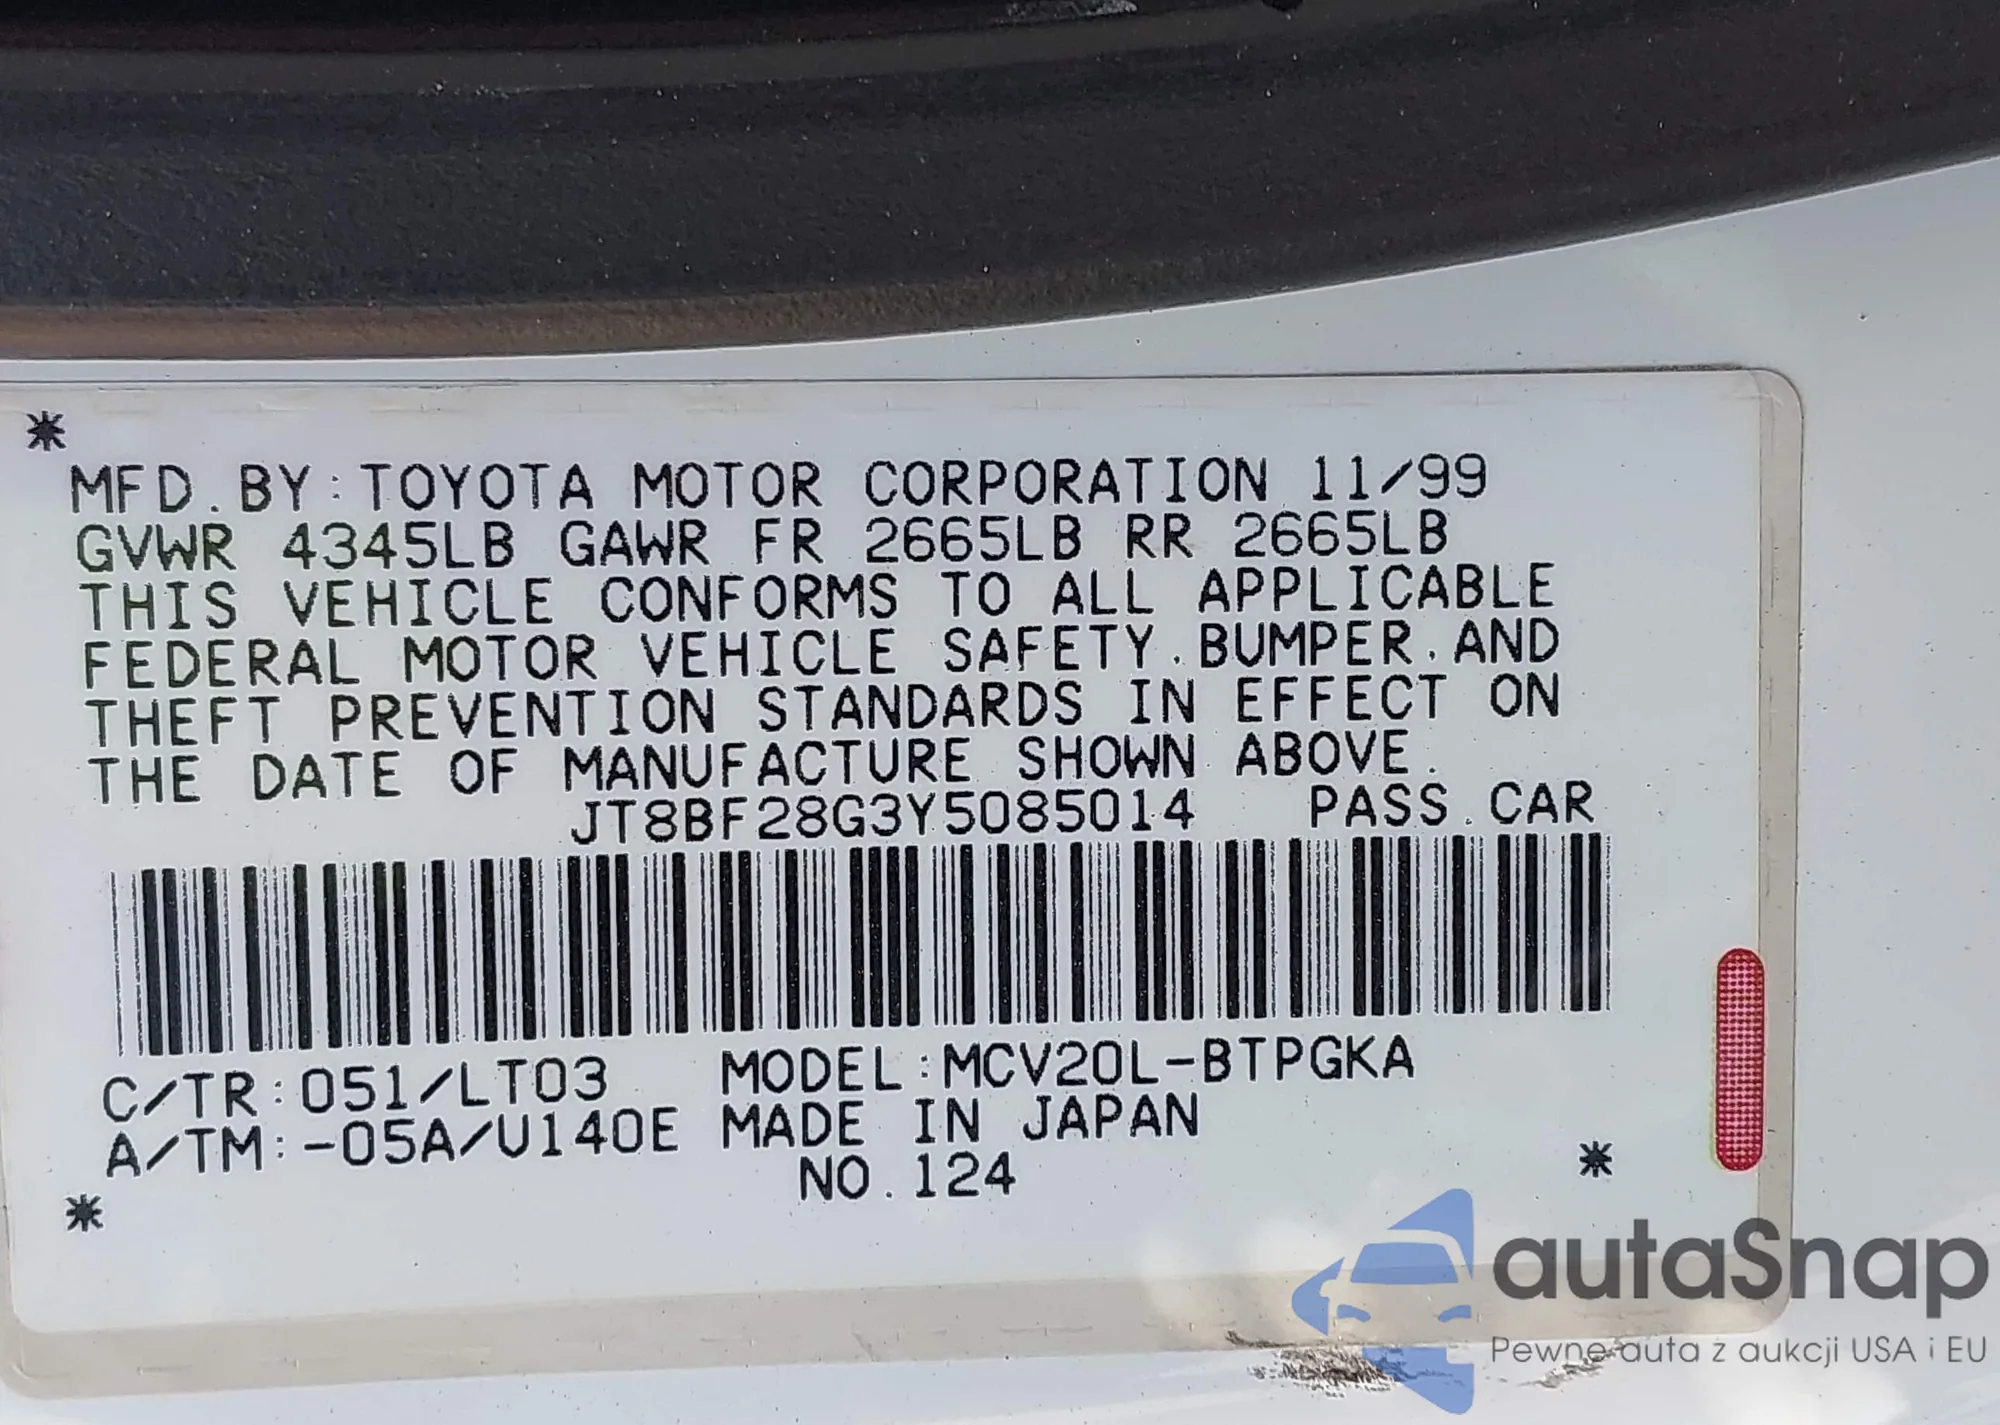 *
MFD.BY:TOYOTA MOTOR CORPORATION 11/99
GVWR 4345LB GAWR FR 2665LB RR 2665LB
THIS VEHICLE CONFORMS TO ALL APPLICABLE
FEDERAL MOTOR VEHICLE SAFETY.BUMPER.AND
THEFT PREVENTION STANDARDS IN EFFECT ON
THE DATE OF MANUFACTURE SHOWN ABOVE.
JT8BF28G3Y5085014 PASS.CAR
C/TR:051/LT03 MODEL:MCV20L-BTPGKA
A/TM:-05A/U140E MADE IN JAPAN
NO.124
* *
autaSnap
Pewne auta z aukcji USA i EU